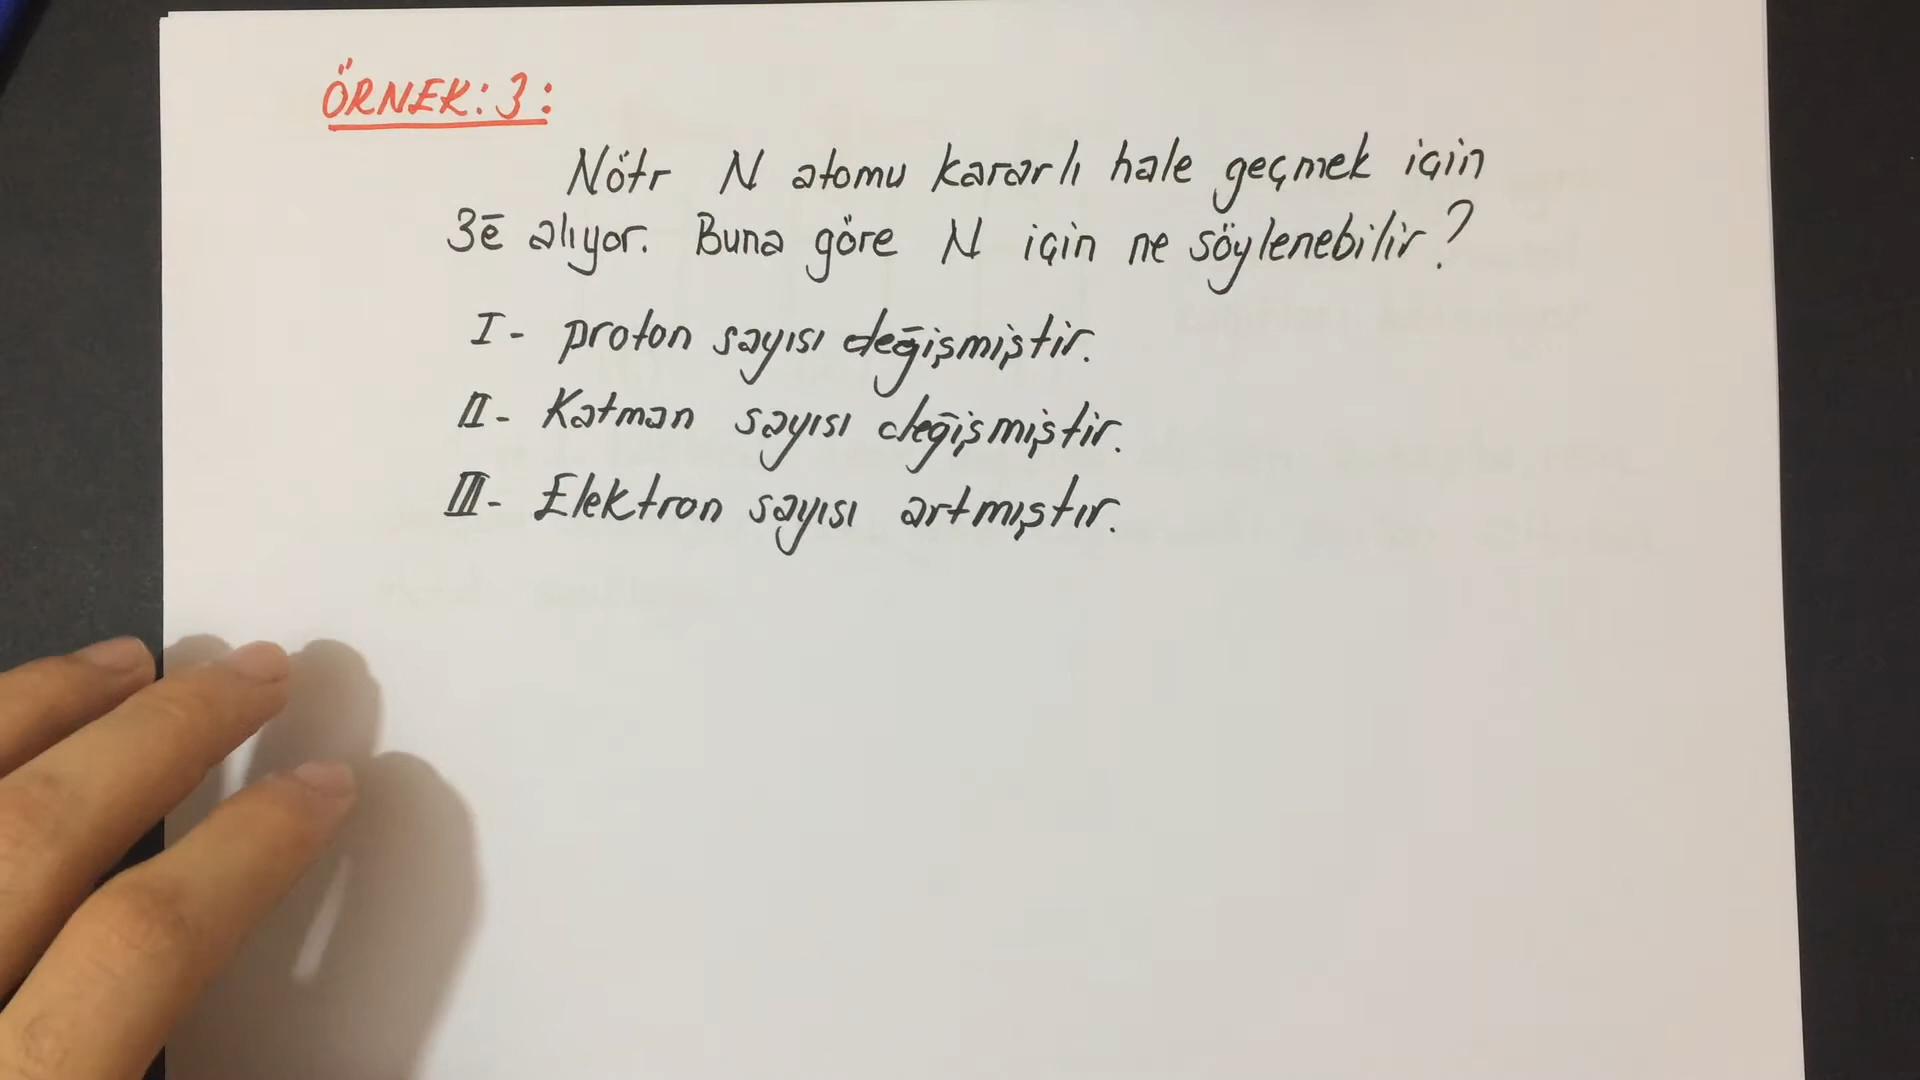 ÖRNEK: 3:
Nötr N atomu kararlı hale geçmek için
3ē alıyor. Buna göre N için ne söylenebilir?
I- proton sayısı değişmiştir.
II- Katman sayısı değişmiştir.
III- Elektron sayısı artmıştır.